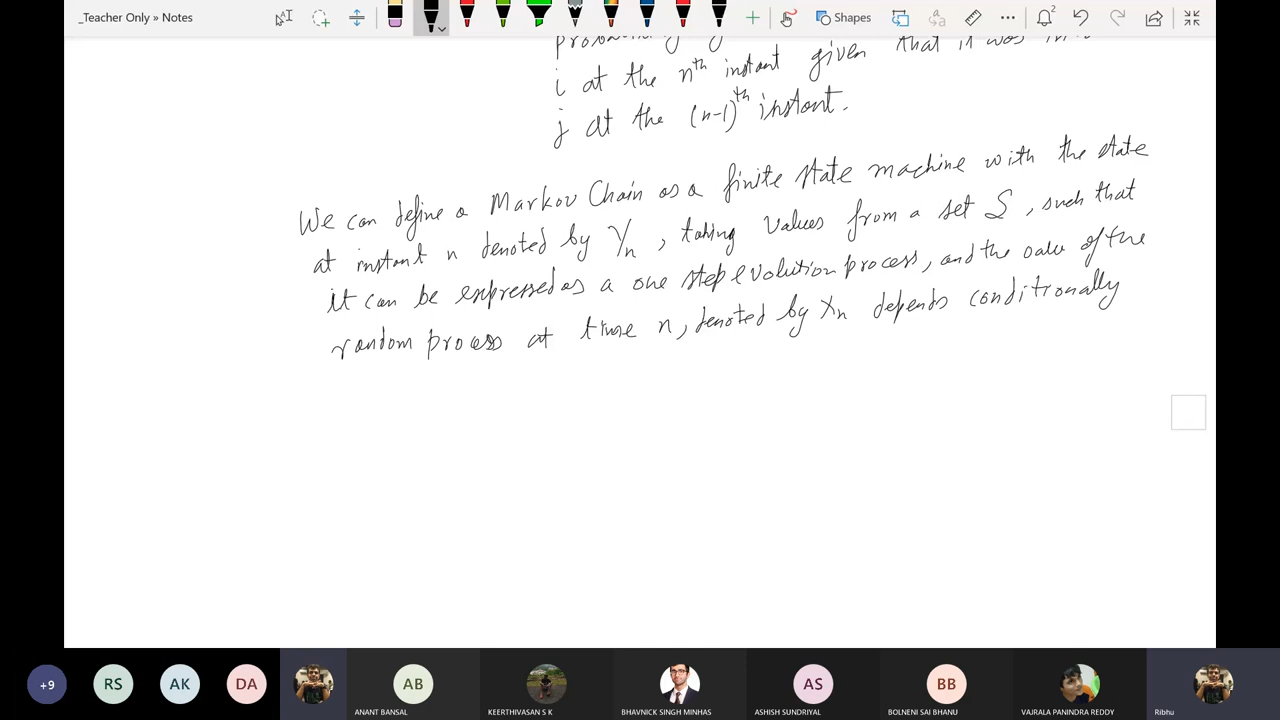 _Teacher Only » Notes
Shapes
2
i at the nth instant given that it was in
j at the (n-1)th instant.
We can define a Markov Chain as a finite state machine with the state
at instant n denoted by Yn, taking values from a set S, such that
it can be expressed as a one step evolution process, and the value of the
random process at time n, denoted by Xn depends conditionally
+9
RS
AK
DA
AB
AS
BB
ANANT BANSAL
KEERTHIVASAN S K
BHAVNICK SINGH MINHAS
ASHISH SUNDRIYAL
BOLNENI SAI BHANU
VAJRALA PANINDRA REDDY
Ribhu